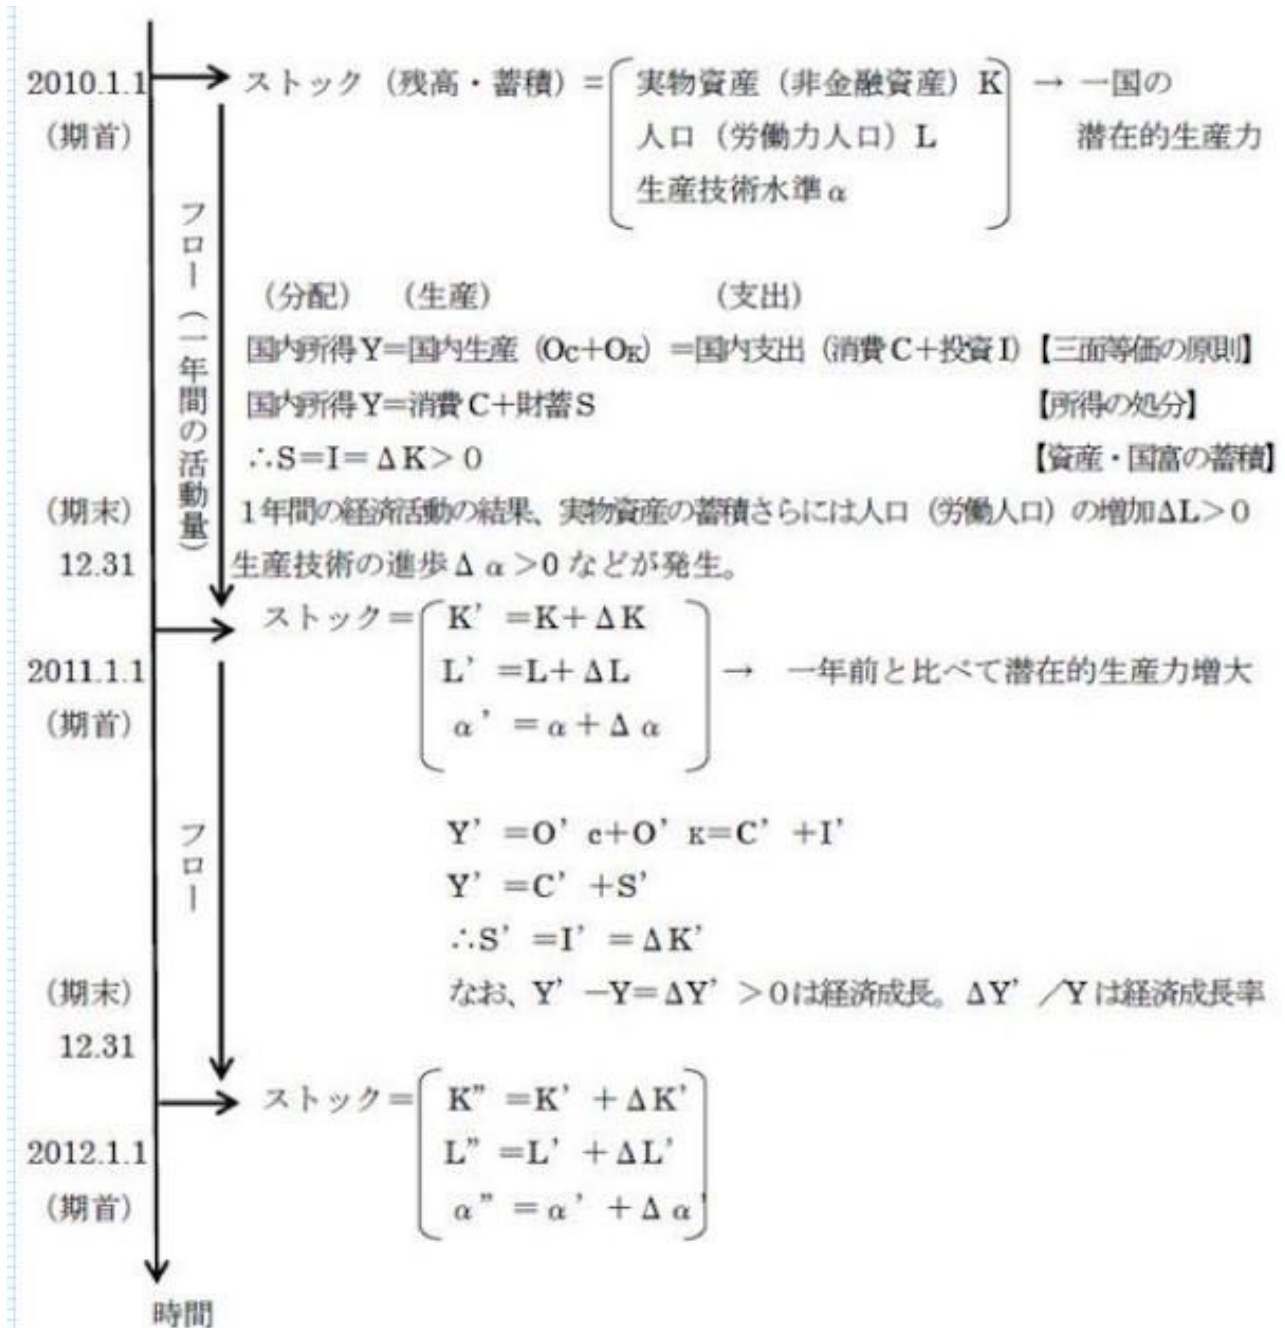 2010.1.1 ストック（残高・蓄積）＝ 実物資産（非金融資産）K → 一国の
（期首） 人口（労働力人口）L 潜在的生産力
生産技術水準α
フロー（一年間の活動量）
（分配） （生産） （支出）
国内所得Y＝国内生産（Oc＋OK）＝国内支出（消費C＋投資I）【三面等価の原則】
国内所得Y＝消費C＋財蓄S 【所得の処分】
∴S＝I＝ΔK＞0 【資産・国富の蓄積】
（期末） 1年間の経済活動の結果、実物資産の蓄積さらには人口（労働人口）の増加ΔL＞0
12.31 生産技術の進歩Δα＞0などが発生。
ストック＝ K’＝K＋ΔK
2011.1.1 L’＝L＋ΔL → 一年前と比べて潜在的生産力増大
（期首） α’＝α＋Δα
フロー
Y’＝O’c＋O’K＝C’＋I’
Y’＝C’＋S’
∴S’＝I’＝ΔK’
（期末） なお、Y’－Y＝ΔY’＞0は経済成長。ΔY’／Yは経済成長率
12.31
ストック＝ K”＝K’＋ΔK’
2012.1.1 L”＝L’＋ΔL’
（期首） α”＝α’＋Δα’
時間